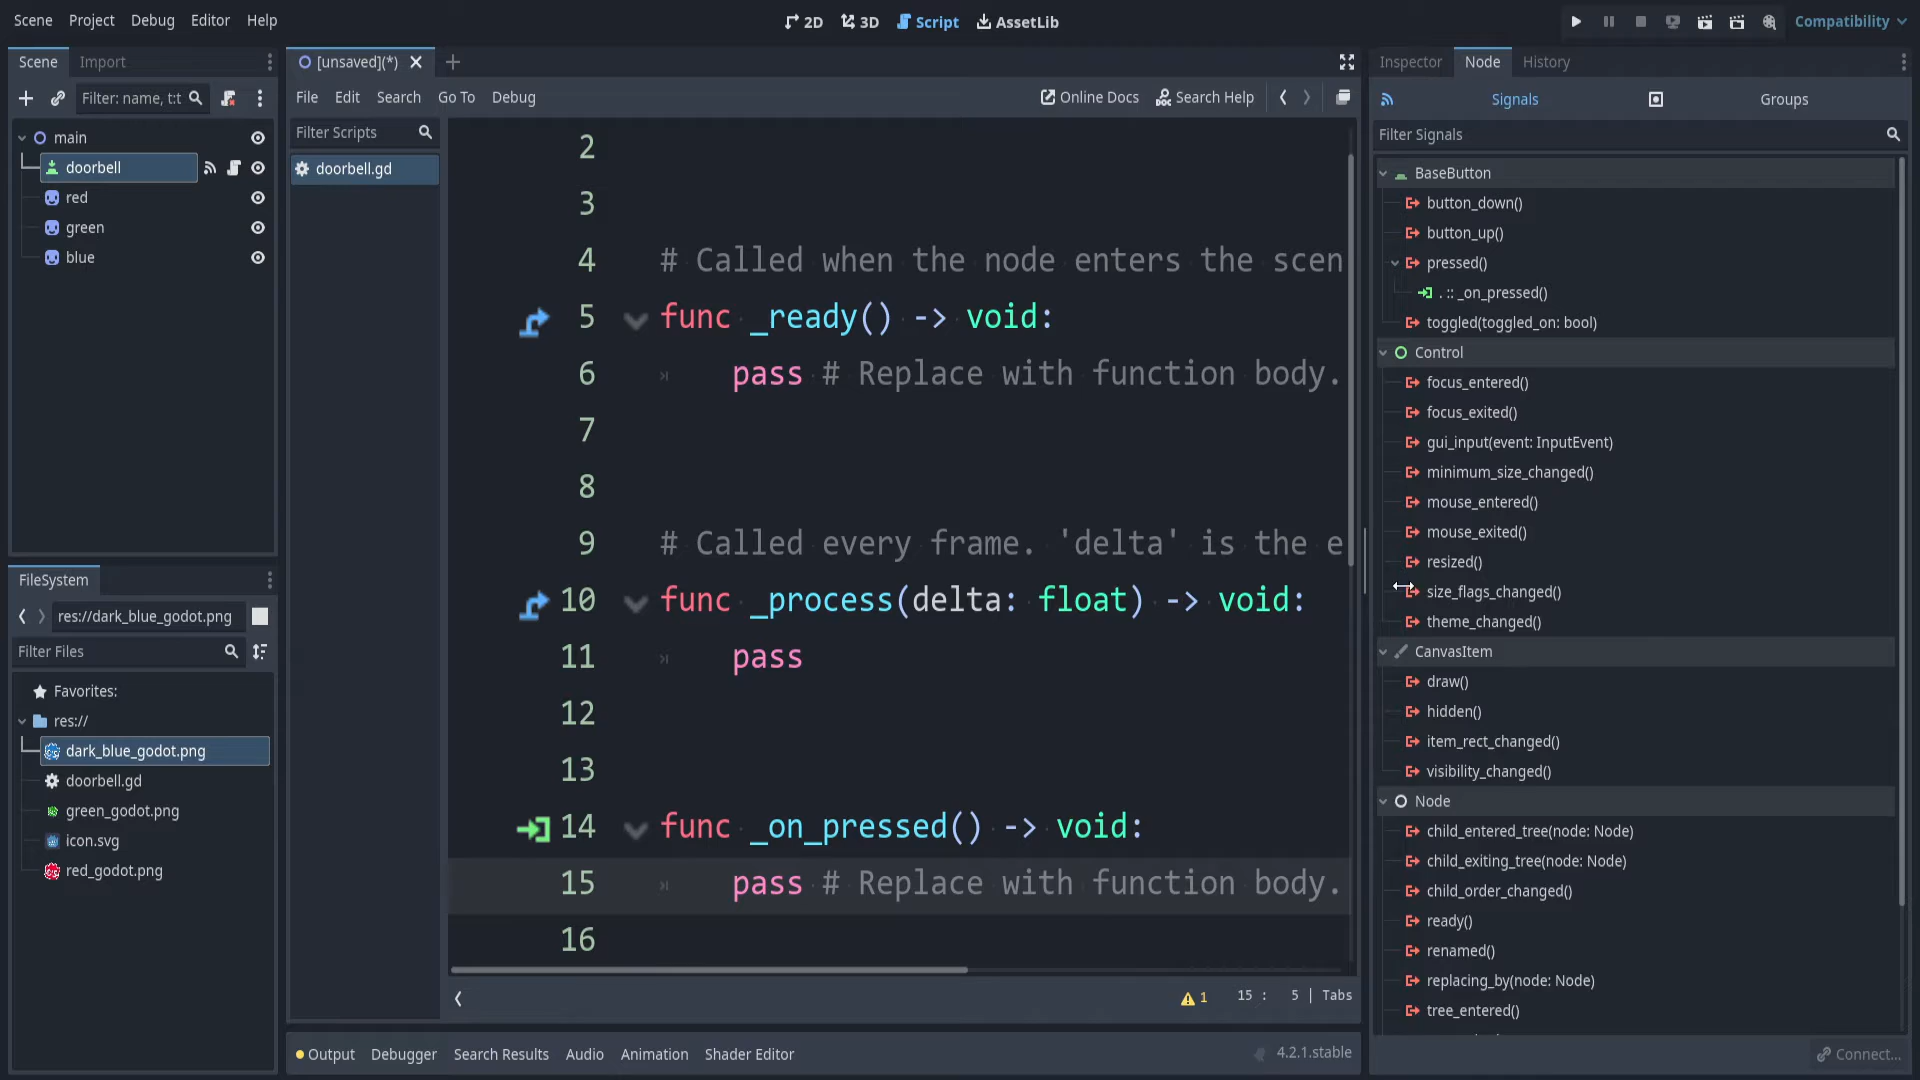 Scene Project Debug Editor Help
2D 3D Script AssetLib
Compatibility
Scene Import
Filter: name, t:t
main
doorbell
red
green
blue
FileSystem
res://dark_blue_godot.png
Filter Files
Favorites:
res://
dark_blue_godot.png
doorbell.gd
green_godot.png
icon.svg
red_godot.png
[unsaved](*)
File Edit Search Go To Debug
Online Docs Search Help
Filter Scripts
doorbell.gd
2
3
4 # Called when the node enters the scen
5 func _ready() -> void:
6 pass # Replace with function body.
7
8
9 # Called every frame. 'delta' is the e
10 func _process(delta: float) -> void:
11 pass
12
13
14 func _on_pressed() -> void:
15 pass # Replace with function body.
16
1 15 : 5 | Tabs
Output Debugger Search Results Audio Animation Shader Editor
4.2.1.stable
Inspector Node History
Signals Groups
Filter Signals
BaseButton
button_down()
button_up()
pressed()
. :: _on_pressed()
toggled(toggled_on: bool)
Control
focus_entered()
focus_exited()
gui_input(event: InputEvent)
minimum_size_changed()
mouse_entered()
mouse_exited()
resized()
size_flags_changed()
theme_changed()
CanvasItem
draw()
hidden()
item_rect_changed()
visibility_changed()
Node
child_entered_tree(node: Node)
child_exiting_tree(node: Node)
child_order_changed()
ready()
renamed()
replacing_by(node: Node)
tree_entered()
Connect...